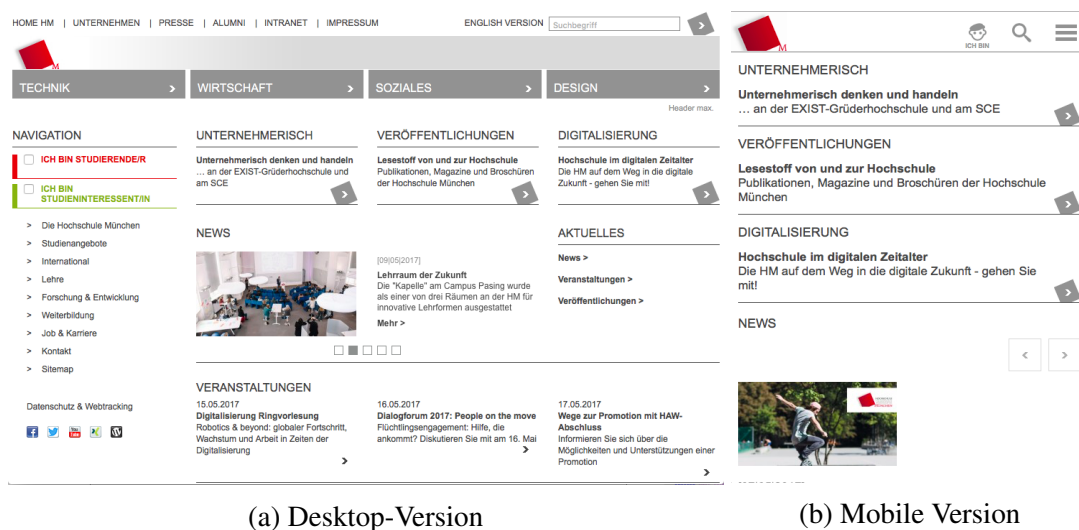 HOME HM | UNTERNEHMEN | PRESSE | ALUMNI | INTRANET | IMPRESSUM ENGLISH VERSION Suchbegriff
M
TECHNIK WIRTSCHAFT SOZIALES DESIGN
Header max.
NAVIGATION
ICH BIN STUDIERENDE/R
ICH BIN
STUDIENINTERESSENT/IN
> Die Hochschule München
> Studienangebote
> International
> Lehre
> Forschung & Entwicklung
> Weiterbildung
> Job & Karriere
> Kontakt
> Sitemap
Datenschutz & Webtracking
UNTERNEHMERISCH
Unternehmerisch denken und handeln
… an der EXIST-Grüderhochschule und
am SCE
VERÖFFENTLICHUNGEN
Lesestoff von und zur Hochschule
Publikationen, Magazine und Broschüren
der Hochschule München
DIGITALISIERUNG
Hochschule im digitalen Zeitalter
Die HM auf dem Weg in die digitale
Zukunft - gehen Sie mit!
NEWS
[09|05|2017]
Lehrraum der Zukunft
Die "Kapelle" am Campus Pasing wurde
als einer von drei Räumen an der HM für
innovative Lehrformen ausgestattet
Mehr >
AKTUELLES
News >
Veranstaltungen >
Veröffentlichungen >
VERANSTALTUNGEN
15.05.2017
Digitalisierung Ringvorlesung
Robotics & beyond: globaler Fortschritt,
Wachstum und Arbeit in Zeiten der
Digitalisierung
16.05.2017
Dialogforum 2017: People on the move
Flüchtlingsengagement: Hilfe, die
ankommt? Diskutieren Sie mit am 16. Mai
17.05.2017
Wege zur Promotion mit HAW-
Abschluss
Informieren Sie sich über die
Möglichkeiten und Unterstützungen einer
Promotion
(a) Desktop-Version
M
ICH BIN
UNTERNEHMERISCH
Unternehmerisch denken und handeln
… an der EXIST-Grüderhochschule und am SCE
VERÖFFENTLICHUNGEN
Lesestoff von und zur Hochschule
Publikationen, Magazine und Broschüren der Hochschule
München
DIGITALISIERUNG
Hochschule im digitalen Zeitalter
Die HM auf dem Weg in die digitale Zukunft - gehen Sie
mit!
NEWS
(b) Mobile Version